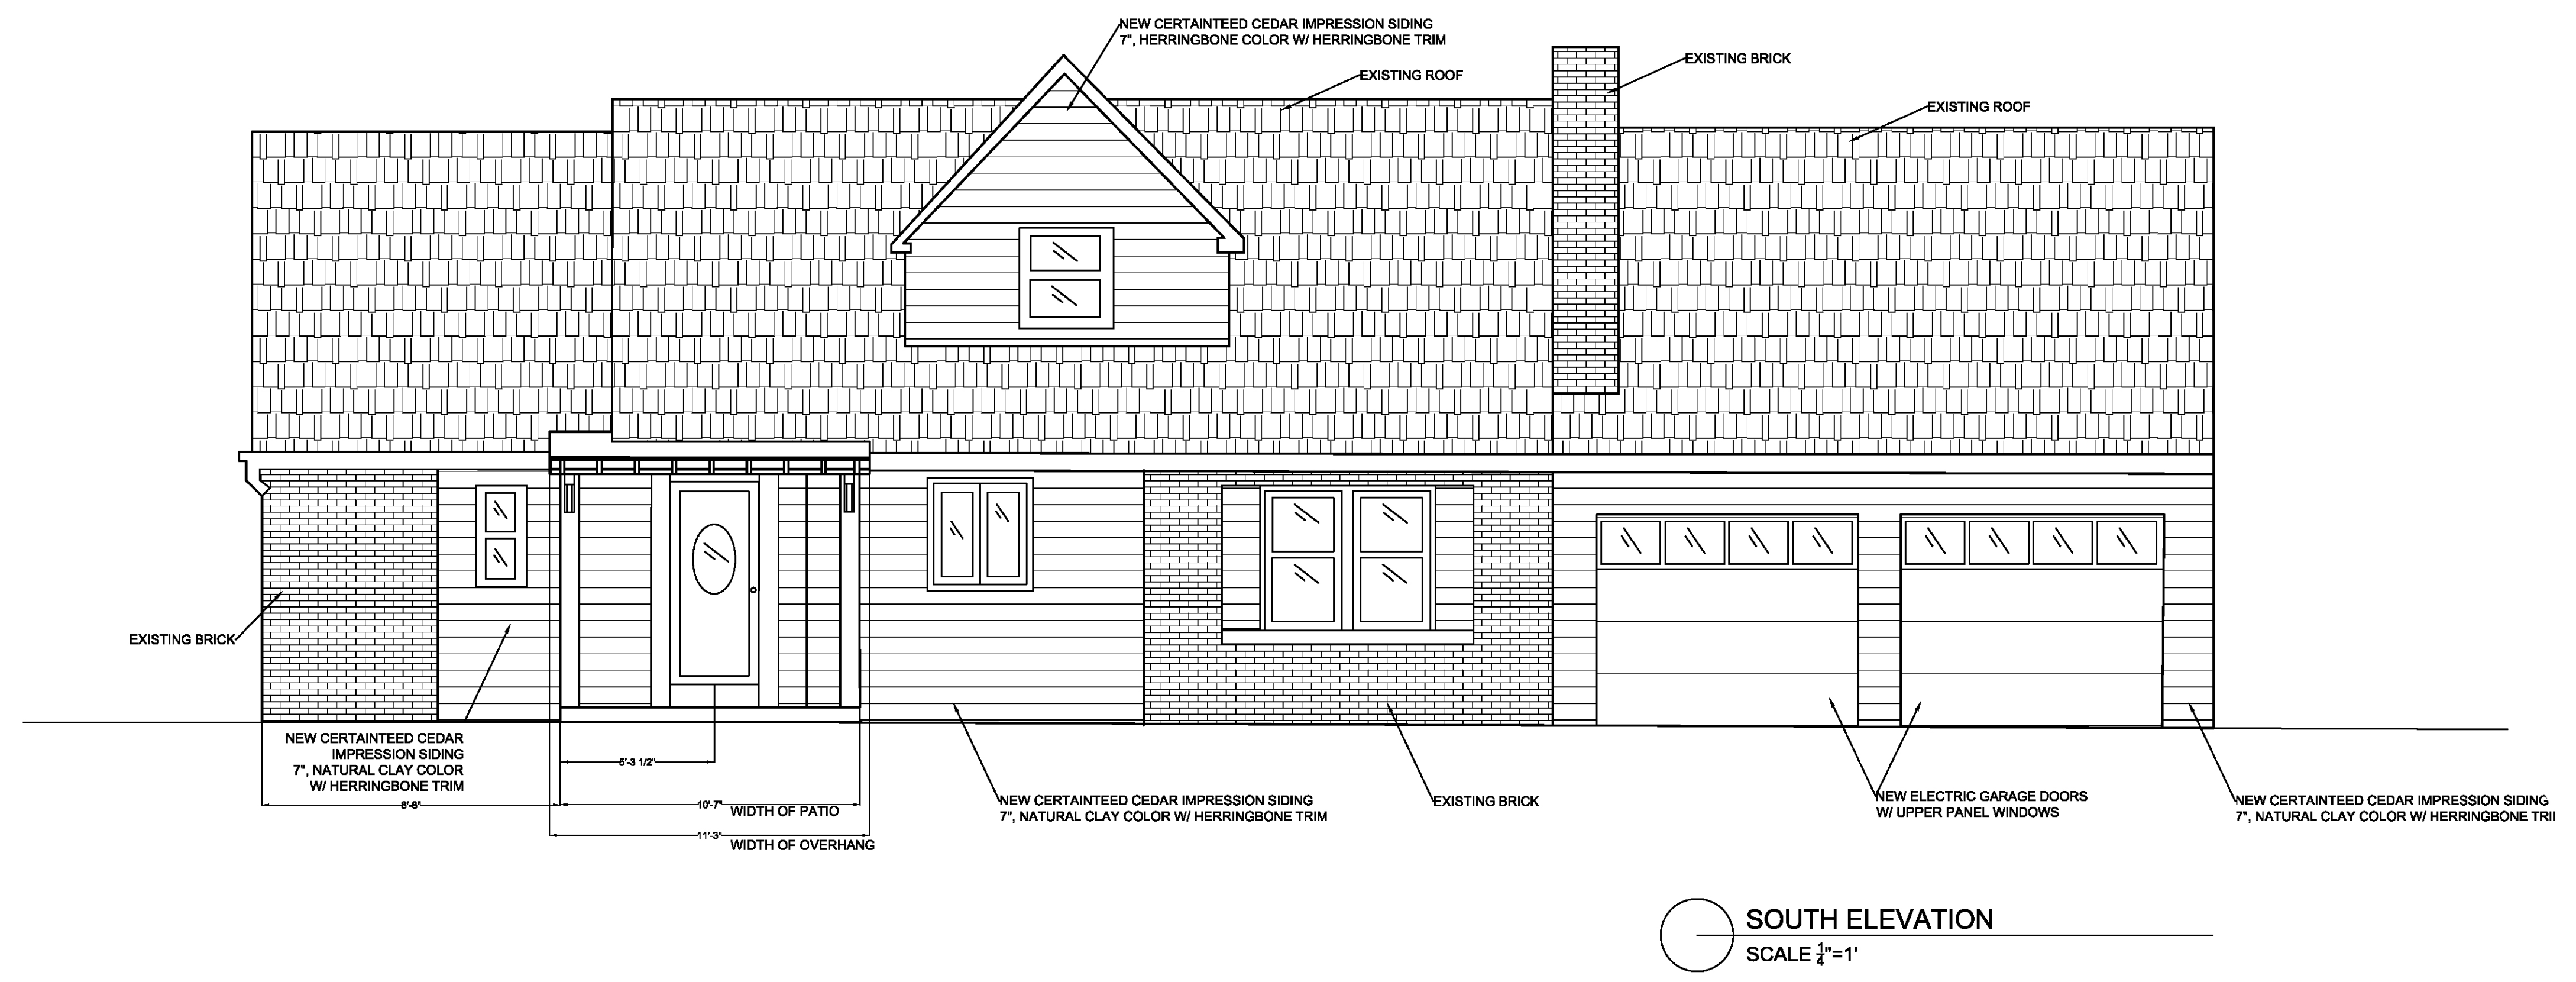 NEW CERTAINTEED CEDAR IMPRESSION SIDING
7", HERRINGBONE COLOR W/ HERRINGBONE TRIM
EXISTING ROOF
EXISTING BRICK
EXISTING ROOF
EXISTING BRICK
NEW CERTAINTEED CEDAR
IMPRESSION SIDING
7", NATURAL CLAY COLOR
W/ HERRINGBONE TRIM
5'-3 1/2"
8'-8"
10'-7"
WIDTH OF PATIO
11'-3"
WIDTH OF OVERHANG
NEW CERTAINTEED CEDAR IMPRESSION SIDING
7", NATURAL CLAY COLOR W/ HERRINGBONE TRIM
EXISTING BRICK
NEW ELECTRIC GARAGE DOORS
W/ UPPER PANEL WINDOWS
NEW CERTAINTEED CEDAR IMPRESSION SIDING
7", NATURAL CLAY COLOR W/ HERRINGBONE TRI
SOUTH ELEVATION
SCALE 1/4"=1'